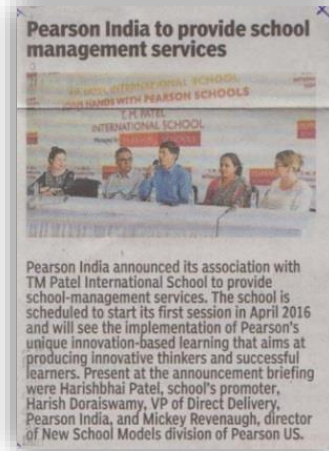 Pearson India to provide school
management services
T.M. PATEL INTERNATIONAL SCHOOL
JOIN HANDS WITH PEARSON SCHOOLS
T. M. PATEL
INTERNATIONAL SCHOOL
PEARSON SCHOOLS
Pearson India announced its association with
TM Patel International School to provide
school-management services. The school is
scheduled to start its first session in April 2016
and will see the implementation of Pearson's
unique innovation-based learning that aims at
producing innovative thinkers and successful
learners. Present at the announcement briefing
were Harishbhai Patel, school's promoter,
Harish Doraiswamy, VP of Direct Delivery,
Pearson India, and Mickey Revenaugh, director
of New School Models division of Pearson US.